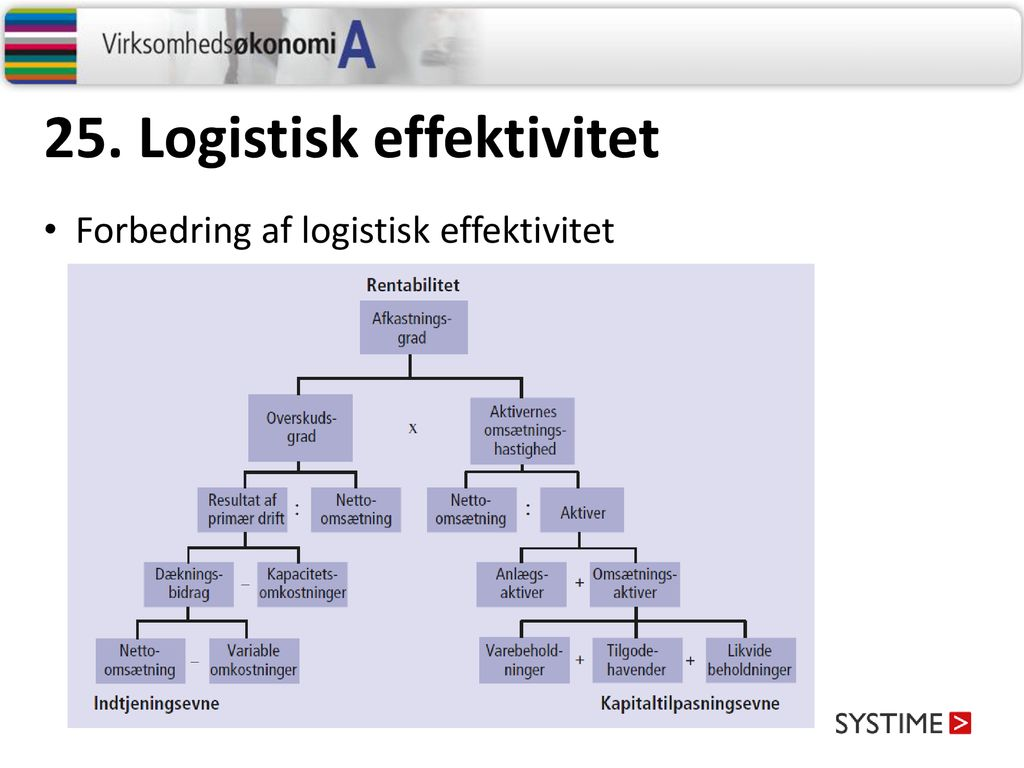 Virksomhedsøkonomi A
25. Logistisk effektivitet
• Forbedring af logistisk effektivitet
Rentabilitet
Afkastnings-
grad
Overskuds-
grad
x
Aktivernes
omsætnings-
hastighed
Resultat af
primær drift
:
Netto-
omsætning
Netto-
omsætning
:
Aktiver
Dæknings-
bidrag
–
Kapacitets-
omkostninger
Anlægs-
aktiver
+
Omsætnings-
aktiver
Netto-
omsætning
–
Variable
omkostninger
Varebehold-
ninger
+
Tilgode-
havender
+
Likvide
beholdninger
Indtjeningsevne
Kapitaltilpasningsevne
SYSTIME >